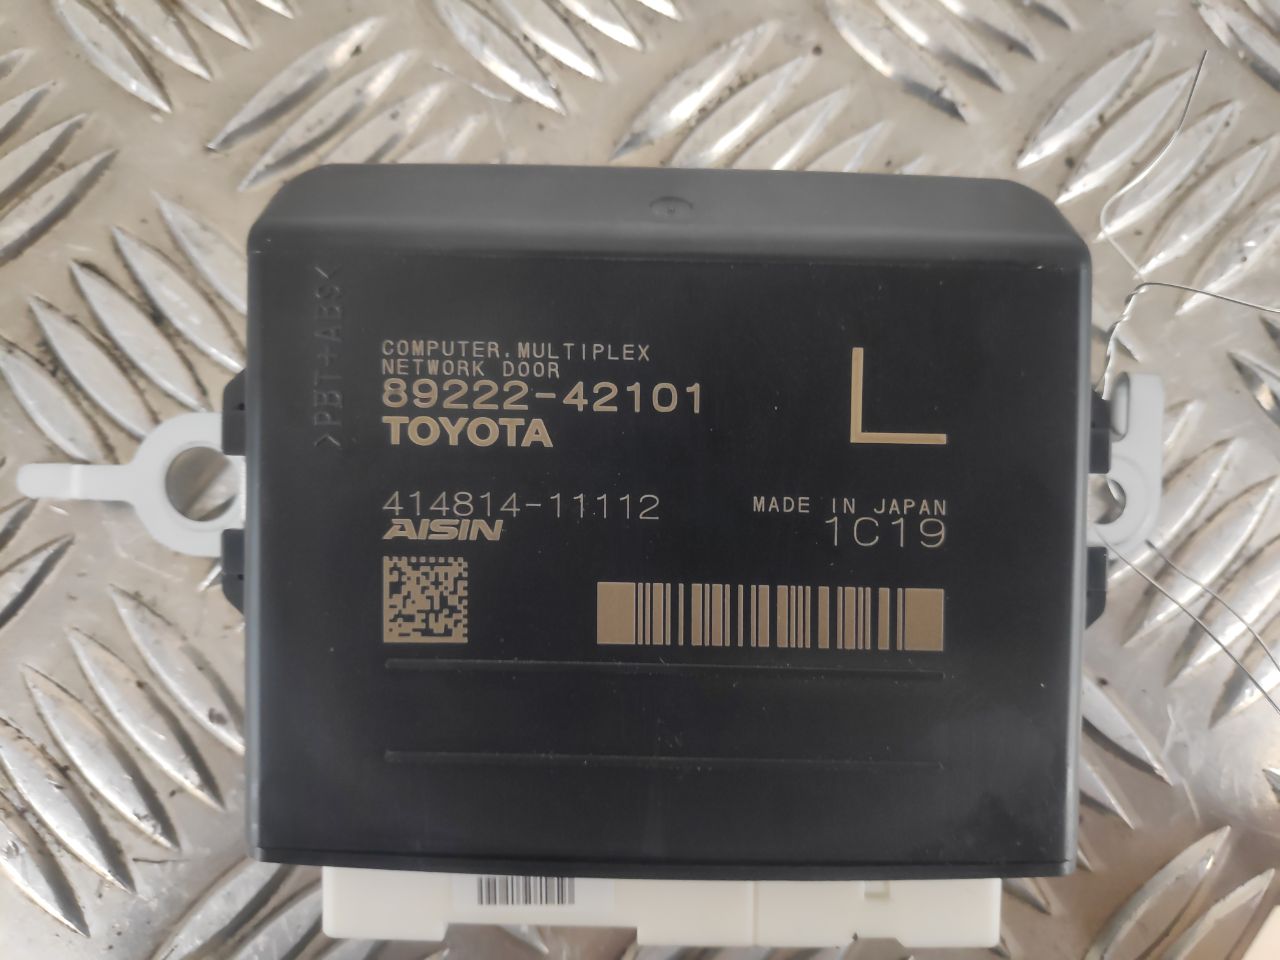 >PBT+ABS<
COMPUTER.MULTIPLEX
NETWORK DOOR
89222-42101
TOYOTA
L
414814-11112
AISIN
MADE IN JAPAN
1C19